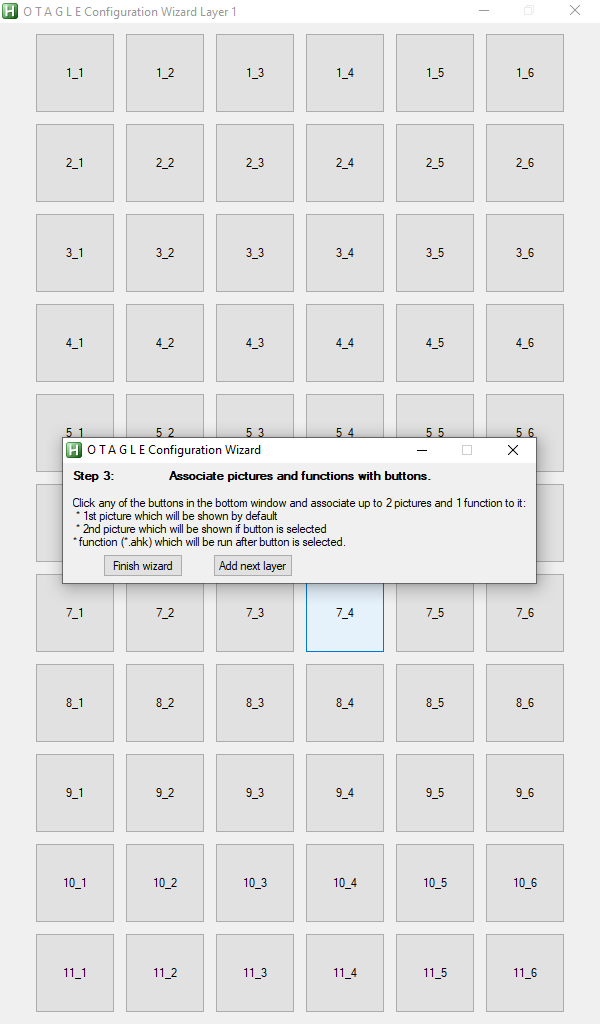 O T A G L E Configuration Wizard Layer 1
1_1 1_2 1_3 1_4 1_5 1_6
2_1 2_2 2_3 2_4 2_5 2_6
3_1 3_2 3_3 3_4 3_5 3_6
4_1 4_2 4_3 4_4 4_5 4_6
5_1 5_2 5_3 5_4 5_5 5_6
O T A G L E Configuration Wizard
Step 3: Associate pictures and functions with buttons.
Click any of the buttons in the bottom window and associate up to 2 pictures and 1 function to it:
* 1st picture which will be shown by default
* 2nd picture which will be shown if button is selected
* function (*.ahk) which will be run after button is selected.
Finish wizard Add next layer
7_1 7_2 7_3 7_4 7_5 7_6
8_1 8_2 8_3 8_4 8_5 8_6
9_1 9_2 9_3 9_4 9_5 9_6
10_1 10_2 10_3 10_4 10_5 10_6
11_1 11_2 11_3 11_4 11_5 11_6